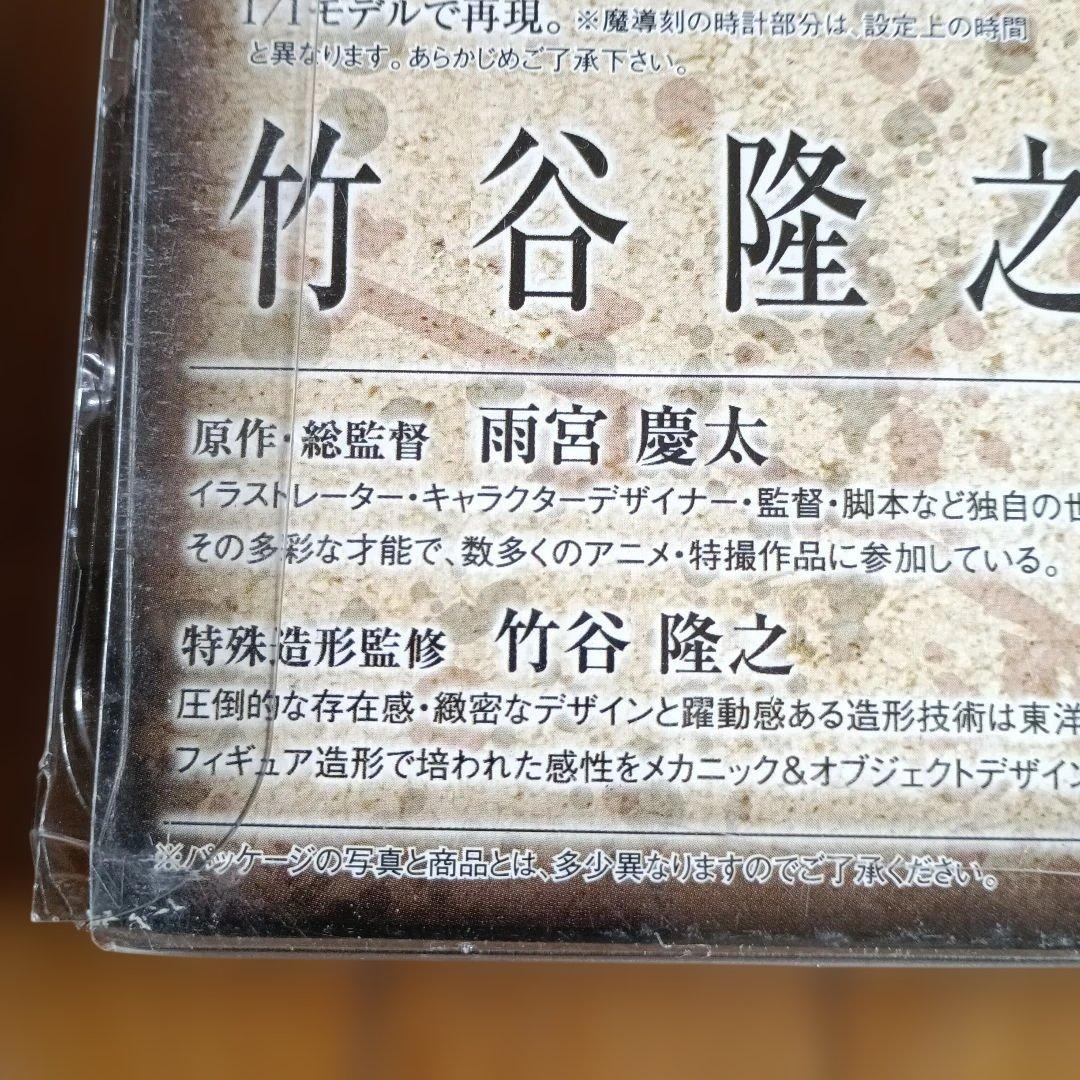 1/1モデルで再現。※魔導刻の時計部分は、設定上の時間
と異なります。あらかじめご了承下さい。
竹谷隆之
原作・総監督 雨宮 慶太
イラストレーター・キャラクターデザイナー・監督・脚本など独自の世
その多彩な才能で、数多くのアニメ・特撮作品に参加している。
特殊造形監修 竹谷 隆之
圧倒的な存在感・緻密なデザインと躍動感ある造形技術は東洋
フィギュア造形で培われた感性をメカニック&オブジェクトデザイン
※パッケージの写真と商品とは、多少異なりますのでご了承ください。